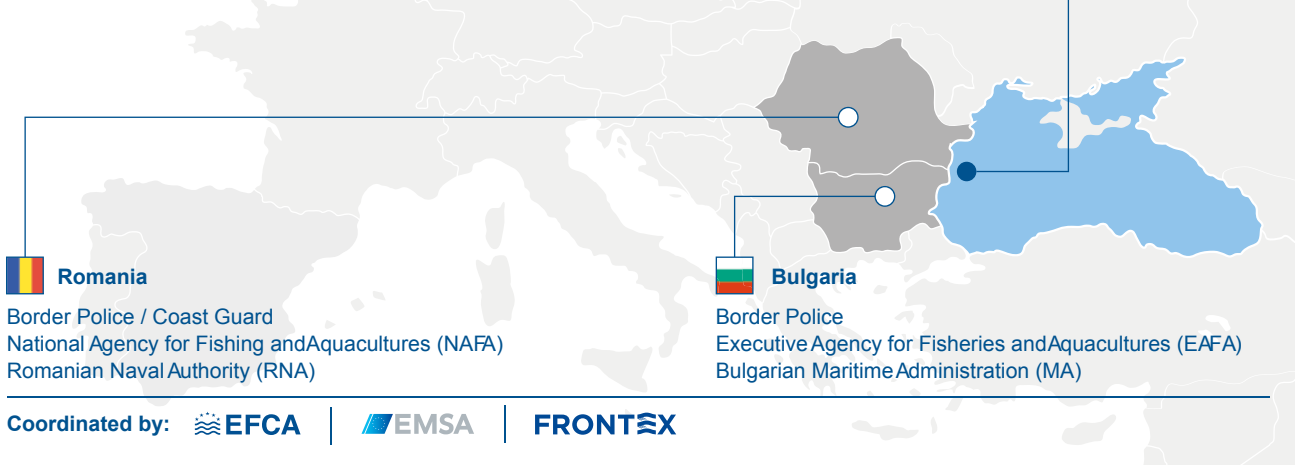 Romania
Border Police / Coast Guard
National Agency for Fishing andAquacultures (NAFA)
Romanian Naval Authority (RNA)
Bulgaria
Border Police
Executive Agency for Fisheries andAquacultures (EAFA)
Bulgarian Maritime Administration (MA)
Coordinated by: EFCA EMSA FRONTEX